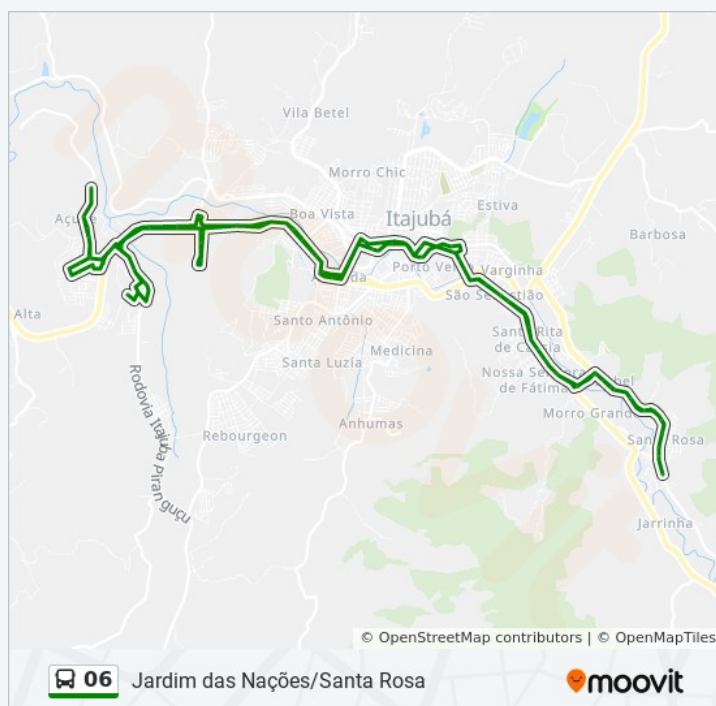 Vila Betel
Morro Chic
Estiva
Boa Vista
Itajubá
Barbosa
Porto Velho
Varginha
São Sebastião
Alta
Santo Antônio
Santa Rita
de Cássia
Medicina
Santa Luzía
Nossa Senhora
de Fátima
Morro Grande
Anhumas
Rebourgeon
Santa Rosa
Rodovia Itajubá Piranguçu
Jarrinha
© OpenStreetMap contributors | © OpenMapTiles
06 Jardim das Nações/Santa Rosa
moovit